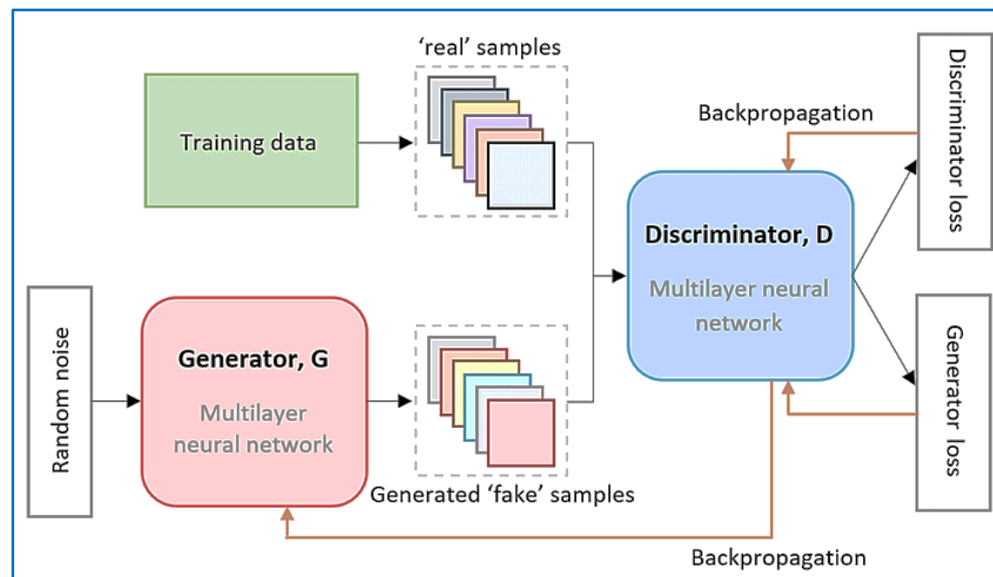 ‘real’ samples
Training data
Backpropagation
Discriminator loss
Discriminator, D
Multilayer neural
network
Random noise
Generator, G
Multilayer
neural network
Generated ‘fake’ samples
Generator loss
Backpropagation